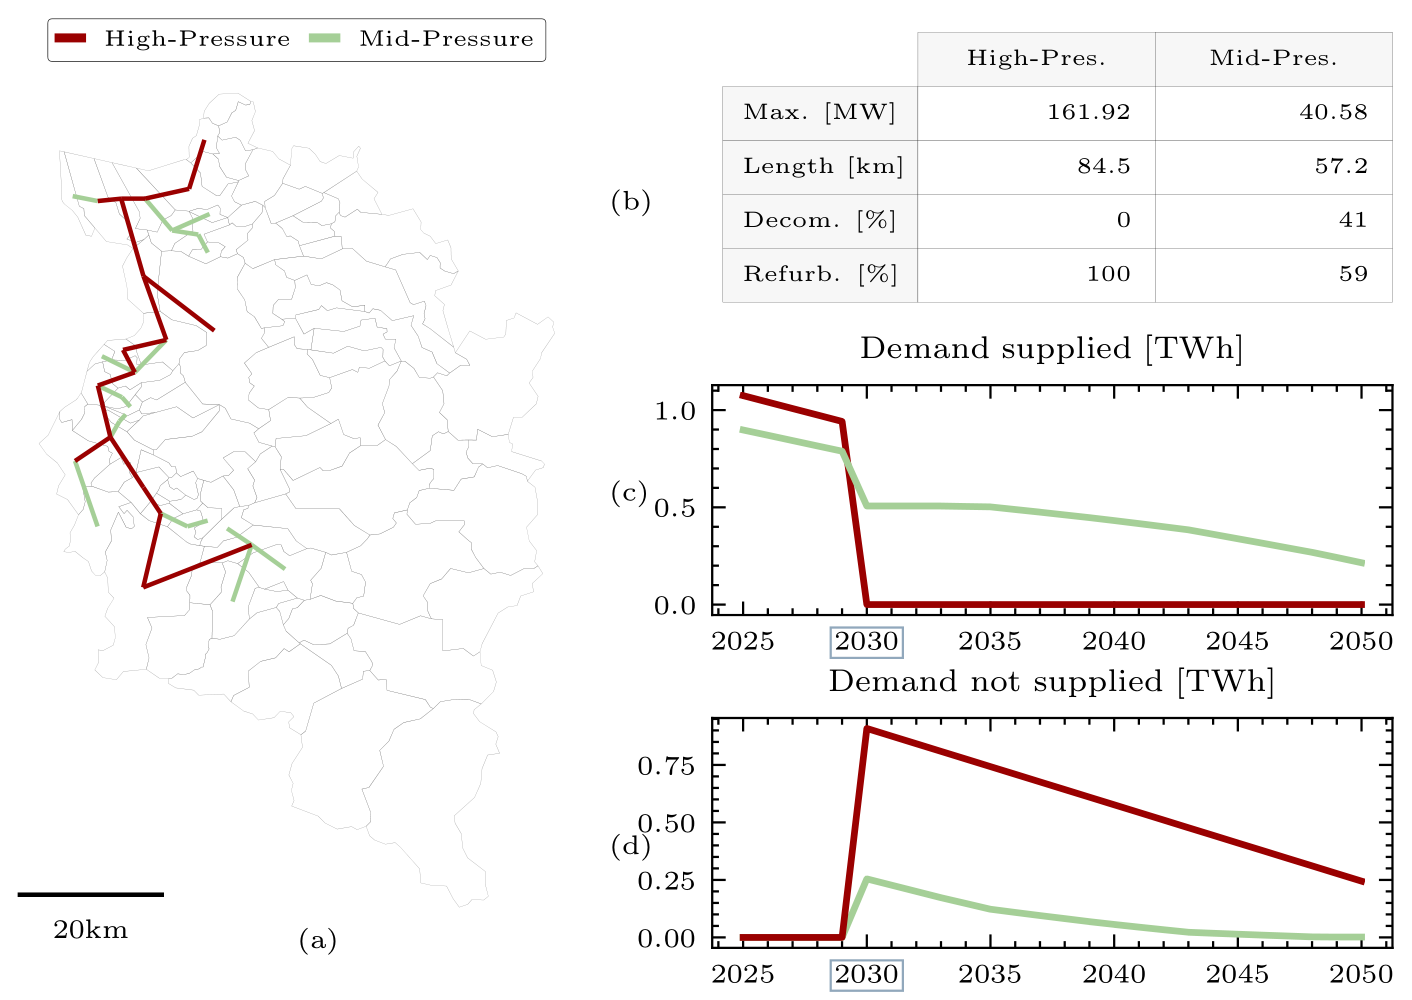 High-Pressure Mid-Pressure
20km
(a)
(b)
High-Pres. Mid-Pres.
Max. [MW] 161.92 40.58
Length [km] 84.5 57.2
Decom. [%] 0 41
Refurb. [%] 100 59
Demand supplied [TWh]
(c)
1.0
0.5
0.0
2025 2030 2035 2040 2045 2050
Demand not supplied [TWh]
(d)
0.75
0.50
0.25
0.00
2025 2030 2035 2040 2045 2050